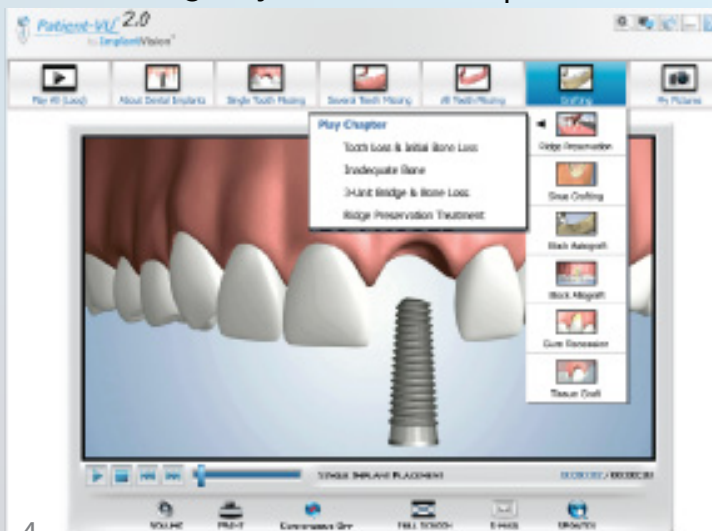 Patient-VU 2.0
by ImplantVision
Play All (Loop)
About Dental Implants
Single Tooth Missing
Several Teeth Missing
All Teeth Missing
Grafting
My Pictures
Play Chapter
Tooth Loss & Initial Bone Loss
Inadequate Bone
3-Unit Bridge & Bone Loss
Ridge Preservation Treatment
Ridge Preservation
Sinus Grafting
Block Autograft
Block Allograft
Gum Recession
Tissue Graft
SINGLE IMPLANT PLACEMENT
VOLUME
PRINT
CONTINUOUS OFF
FULL SCREEN
E-MAIL
UPDATES
4